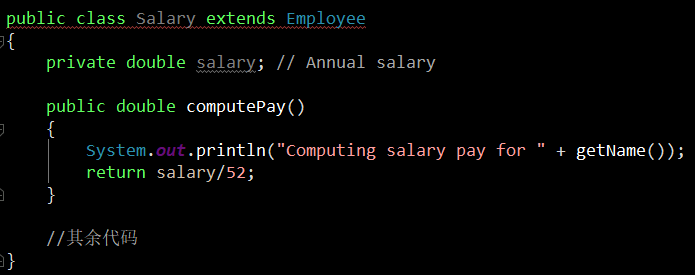 public class Salary extends Employee
{
private double salary; // Annual salary
public double computePay()
{
System.out.println("Computing salary pay for " + getName());
return salary/52;
}
//其余代码
}